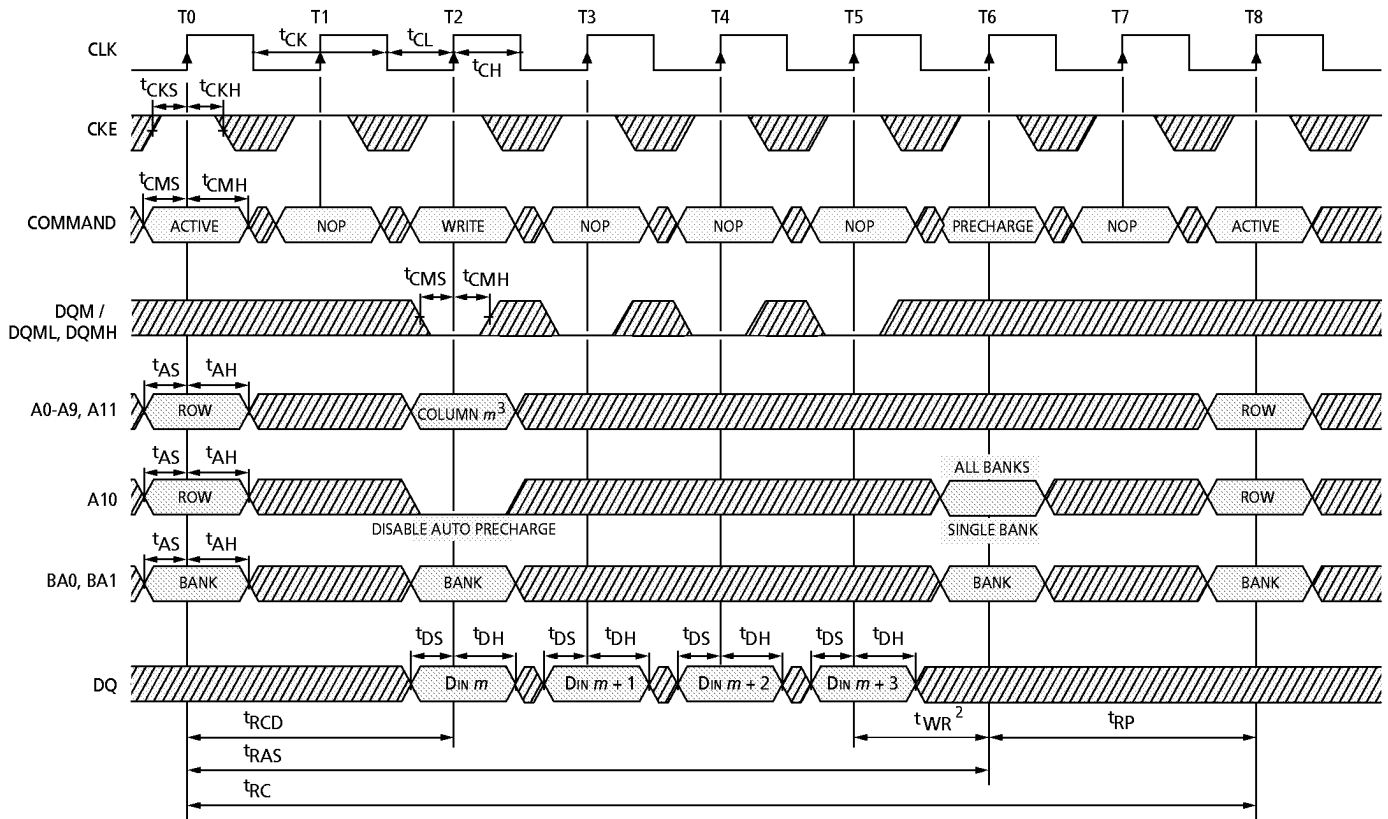 T0 T1 T2 T3 T4 T5 T6 T7 T8
CLK tCK tCL tCH
tCKS tCKH
CKE
tCMS tCMH
COMMAND ACTIVE NOP WRITE NOP NOP NOP PRECHARGE NOP ACTIVE
tCMS tCMH
DQM /
DQML, DQMH
tAS tAH
A0-A9, A11 ROW COLUMN m3 ROW
tAS tAH
ALL BANKS
A10 ROW ROW
DISABLE AUTO PRECHARGE SINGLE BANK
tAS tAH
BA0, BA1 BANK BANK BANK BANK
tDS tDH tDS tDH tDS tDH tDS tDH
DQ DIN m DIN m + 1 DIN m + 2 DIN m + 3
tRCD tWR 2 tRP
tRAS
tRC